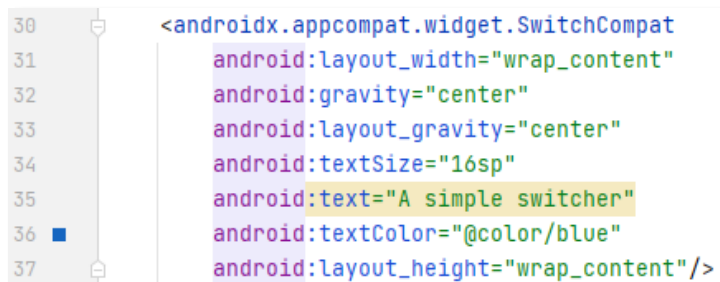 30 <androidx.appcompat.widget.SwitchCompat
31 android:layout_width="wrap_content"
32 android:gravity="center"
33 android:layout_gravity="center"
34 android:textSize="16sp"
35 android:text="A simple switcher"
36 android:textColor="@color/blue"
37 android:layout_height="wrap_content"/>